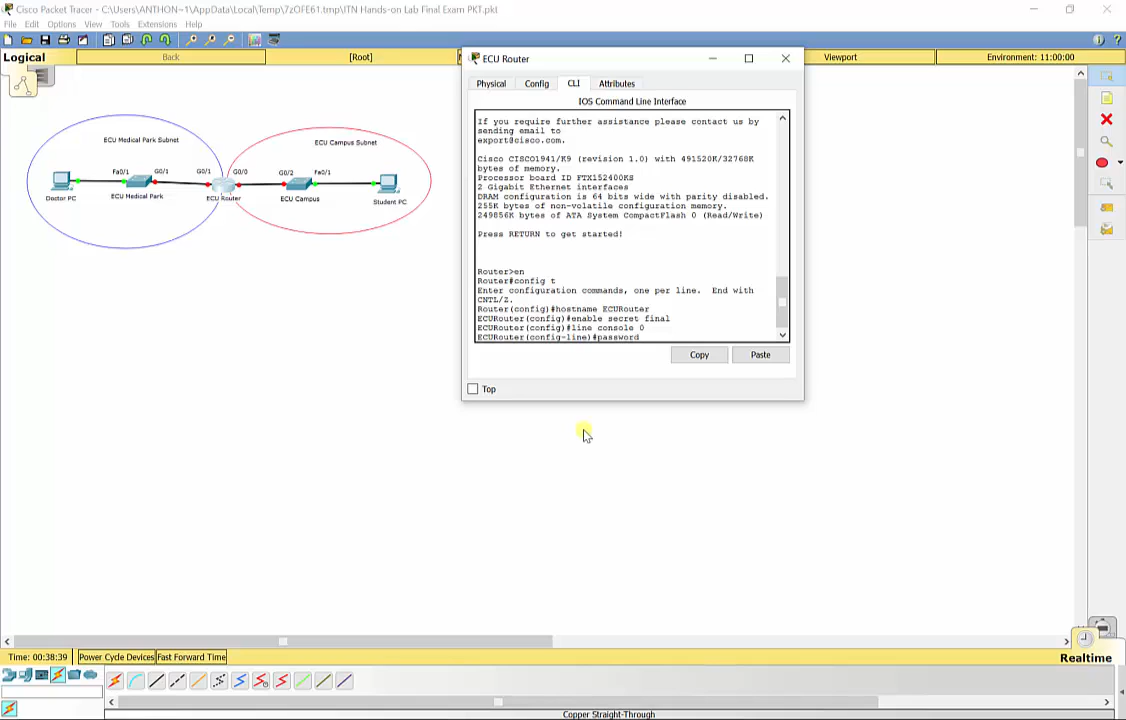 Cisco Packet Tracer - C:\Users\ANTHON~1\AppData\Local\Temp\7zOFE61.tmp\ITN Hands-on Lab Final Exam PKT.pkt
File Edit Options View Tools Extensions Help
Logical
Back
[Root]
Viewport
Environment: 11:00:00
ECU Router
Physical Config CLI Attributes
IOS Command Line Interface
If you require further assistance please contact us by
sending email to
export@cisco.com.
Cisco CISCO1941/K9 (revision 1.0) with 491520K/32768K
bytes of memory.
Processor board ID FTX152400KS
2 Gigabit Ethernet interfaces
DRAM configuration is 64 bits wide with parity disabled.
255K bytes of non-volatile configuration memory.
249856K bytes of ATA System CompactFlash 0 (Read/Write)
Press RETURN to get started!
Router>en
Router#config t
Enter configuration commands, one per line. End with
CNTL/Z.
Router(config)#hostname ECURouter
ECURouter(config)#enable secret final
ECURouter(config)#line console 0
ECURouter(config-line)#password
Copy
Paste
Top
ECU Medical Park Subnet
ECU Campus Subnet
Fa0/1
G0/1
G0/1
G0/0
G0/2
Fa0/1
Doctor PC
ECU Medical Park
ECU Router
ECU Campus
Student PC
Time: 00:38:39
Power Cycle Devices
Fast Forward Time
Realtime
Copper Straight-Through